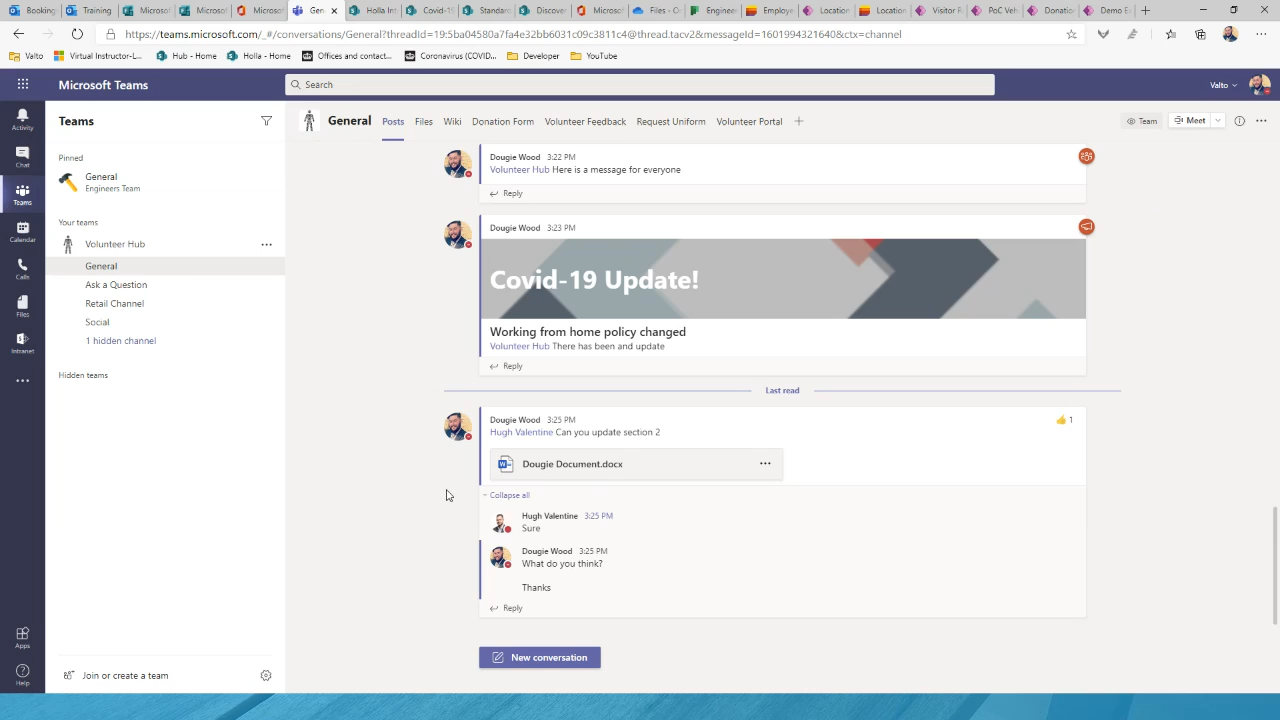 Booking
Training
Microsof
Microsof
Microsof
Gen
Holla Int
Covid-19
Standard
Discover
Microsof
Files - Co
Engineer
Employe
Location
Location
Visitor R
PoC Veh
Donation
Demo Ex
https://teams.microsoft.com/_#/conversations/General?threadId=19:5ba04580a7fa4e32bb6031c09c3811c4@thread.tacv2&messageId=1601994321640&ctx=channel
Valto
Virtual Instructor-L...
Hub - Home
Holla - Home
Offices and contact...
Coronavirus (COVID...
Developer
YouTube
Microsoft Teams
Search
Valto
Activity
Chat
Teams
Calendar
Calls
Files
Intranet
Apps
Help
Teams
Pinned
General
Engineers Team
Your teams
Volunteer Hub
General
Ask a Question
Retail Channel
Social
1 hidden channel
Hidden teams
Join or create a team
General Posts Files Wiki Donation Form Volunteer Feedback Request Uniform Volunteer Portal
Team
Meet
Dougie Wood 3:22 PM
Volunteer Hub Here is a message for everyone
Reply
Dougie Wood 3:23 PM
Covid-19 Update!
Working from home policy changed
Volunteer Hub There has been and update
Reply
Last read
Dougie Wood 3:25 PM
1
Hugh Valentine Can you update section 2
Dougie Document.docx
Collapse all
Hugh Valentine 3:25 PM
Sure
Dougie Wood 3:25 PM
What do you think?
Thanks
Reply
New conversation